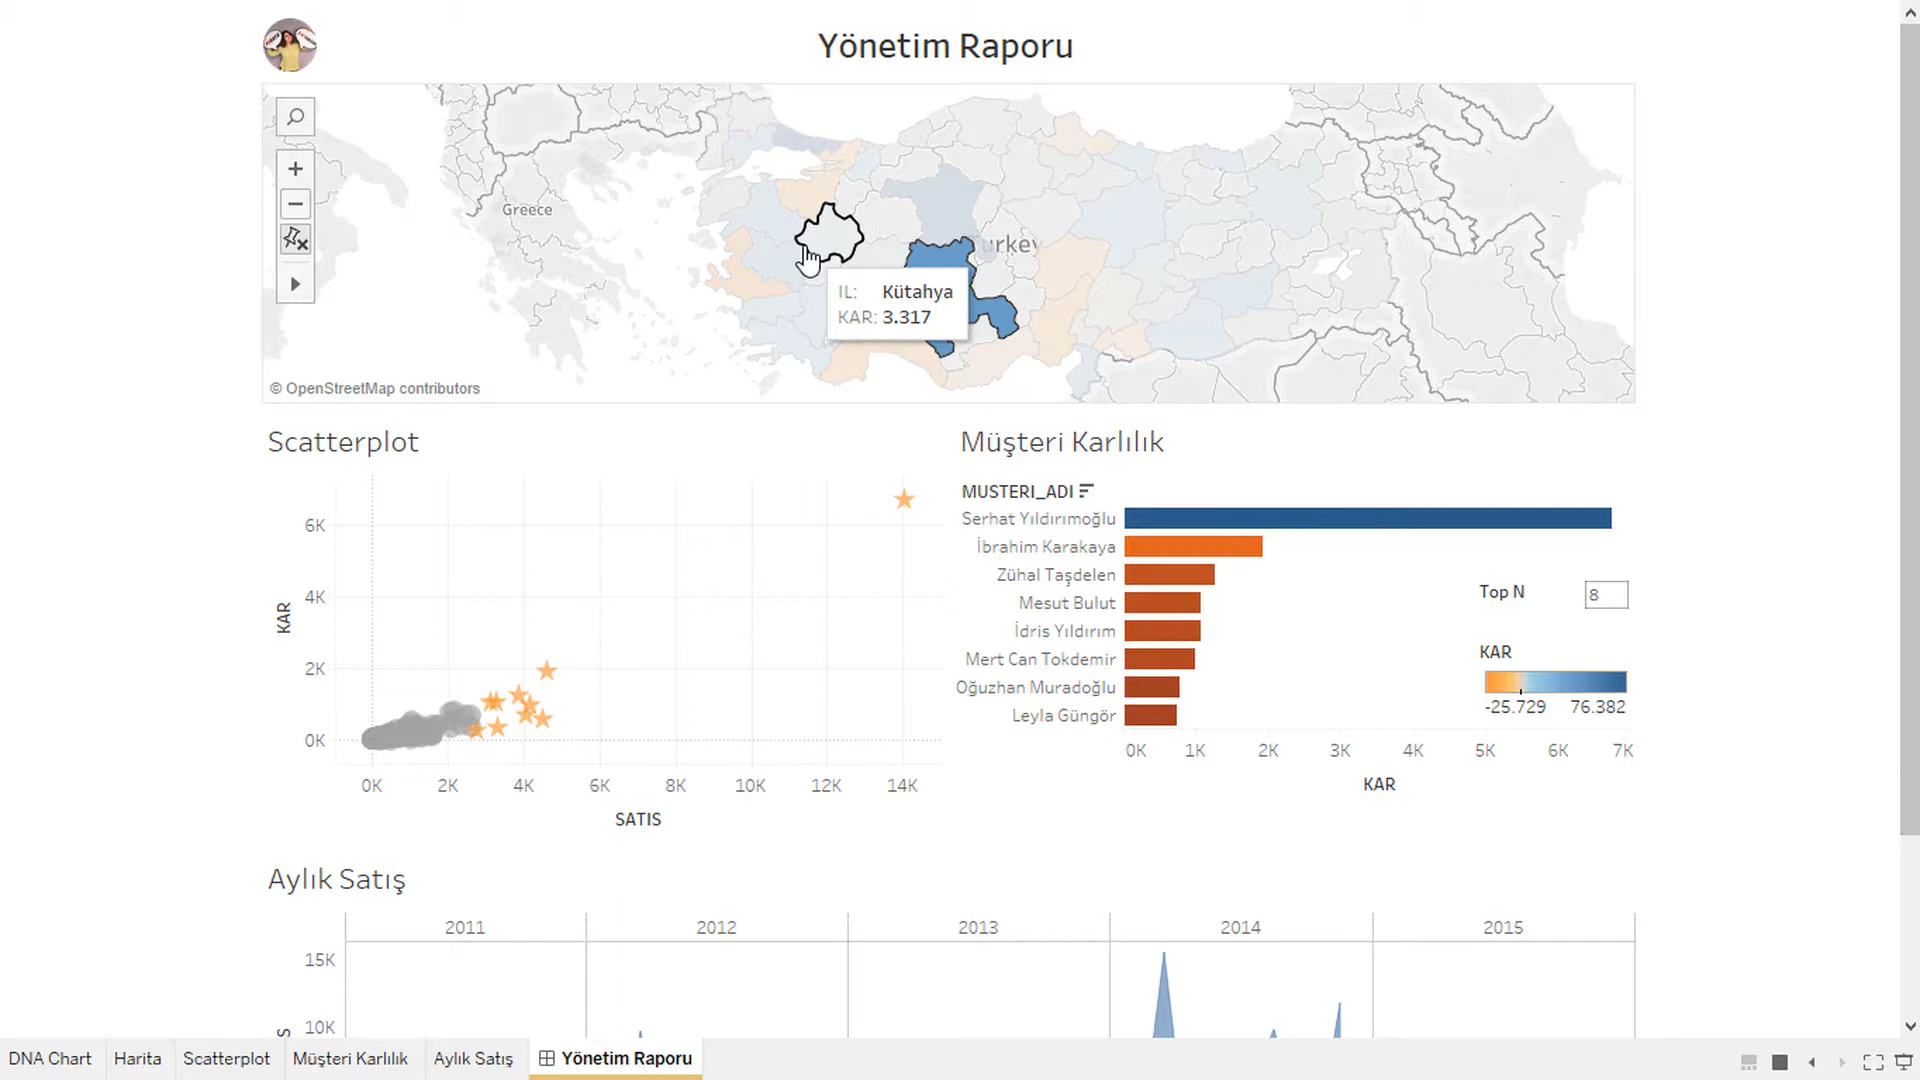 Yönetim Raporu
Greece
Turkey
IL: Kütahya
KAR: 3.317
© OpenStreetMap contributors
Scatterplot
6K
4K
2K
0K
KAR
0K 2K 4K 6K 8K 10K 12K 14K
SATIS
Müşteri Karlılık
MUSTERI_ADI
Serhat Yıldırımoğlu
İbrahim Karakaya
Zühal Taşdelen
Mesut Bulut
İdris Yıldırım
Mert Can Tokdemir
Oğuzhan Muradoğlu
Leyla Güngör
0K 1K 2K 3K 4K 5K 6K 7K
KAR
Top N 8
KAR
-25.729 76.382
Aylık Satış
2011 2012 2013 2014 2015
15K
10K
DNA Chart Harita Scatterplot Müşteri Karlılık Aylık Satış Yönetim Raporu